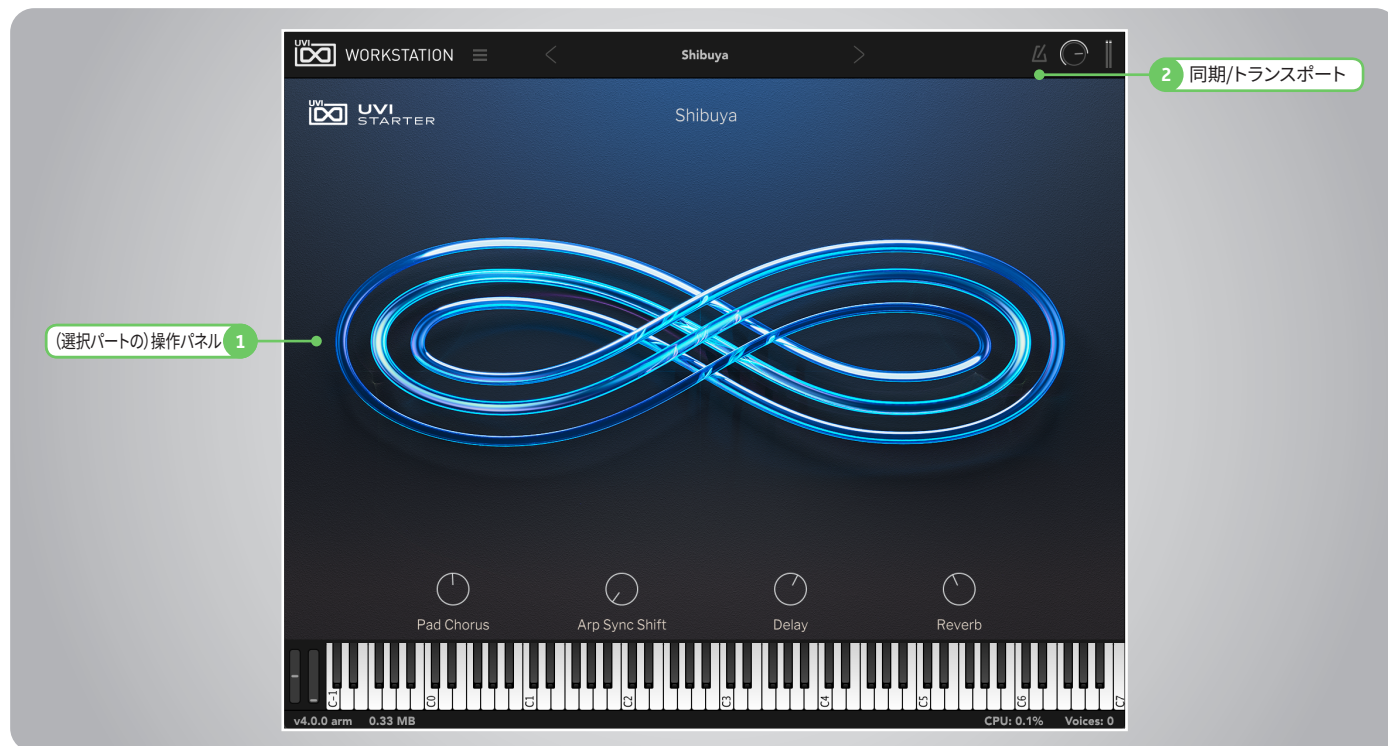 UVI WORKSTATION Shibuya
2 同期/トランスポート
UVI UVI STARTER
Shibuya
(選択パートの)操作パネル 1
Pad Chorus Arp Sync Shift Delay Reverb
C-1 C0 C1 C2 C3 C4 C5 C6 C7
v4.0.0 arm 0.33 MB CPU: 0.1% Voices: 0